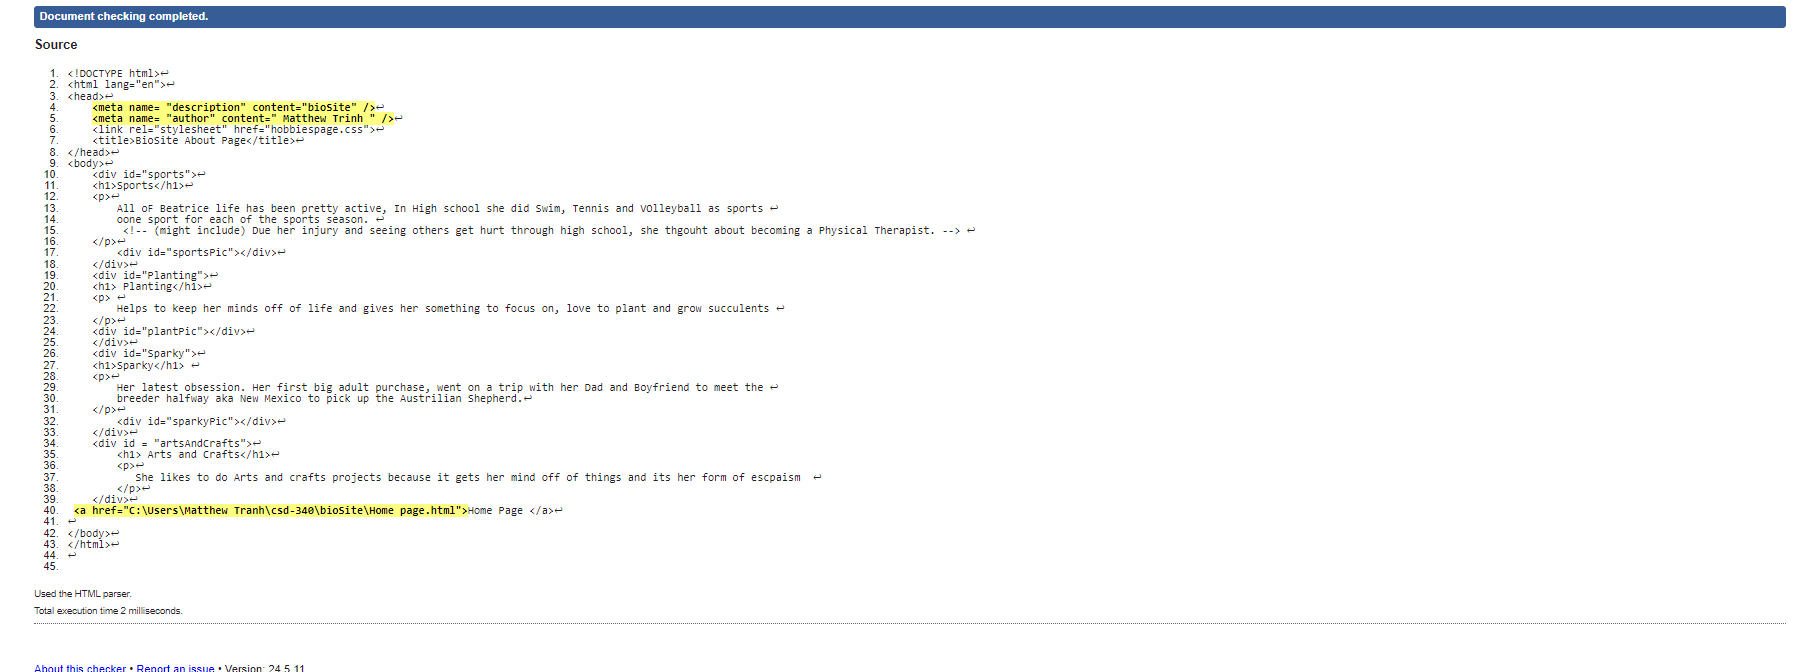 Document checking completed.
Source
1. <!DOCTYPE html>↩
2. <html lang="en">↩
3. <head>↩
4. <meta name= "description" content="bioSite" />↩
5. <meta name= "author" content=" Matthew Trinh " />↩
6. <link rel="stylesheet" href="hobbiespage.css">↩
7. <title>BioSite About Page</title>↩
8. </head>↩
9. <body>↩
10. <div id="sports">↩
11. <h1>Sports</h1>↩
12. <p>↩
13. All oF Beatrice life has been pretty active, In High school she did Swim, Tennis and VOlleyball as sports ↩
14. oone sport for each of the sports season. ↩
15. <!-- (might include) Due her injury and seeing others get hurt through high school, she thgouht about becoming a Physical Therapist. --> ↩
16. </p>↩
17. <div id="sportsPic"></div>↩
18. </div>↩
19. <div id="Planting">↩
20. <h1> Planting</h1>↩
21. <p> ↩
22. Helps to keep her minds off of life and gives her something to focus on, love to plant and grow succulents ↩
23. </p>↩
24. <div id="plantPic"></div>↩
25. </div>↩
26. <div id="Sparky">↩
27. <h1>Sparky</h1> ↩
28. <p>↩
29. Her latest obsession. Her first big adult purchase, went on a trip with her Dad and Boyfriend to meet the ↩
30. breeder halfway aka New Mexico to pick up the Austrilian Shepherd.↩
31. </p>↩
32. <div id="sparkyPic"></div>↩
33. </div>↩
34. <div id = "artsAndCrafts">↩
35. <h1> Arts and Crafts</h1>↩
36. <p>↩
37. She likes to do Arts and crafts projects because it gets her mind off of things and its her form of escpaism ↩
38. </p>↩
39. </div>↩
40. <a href="C:\Users\Matthew Tranh\csd-340\bioSite\Home page.html">Home Page </a>↩
41. ↩
42. </body>↩
43. </html>↩
44. ↩
45.
Used the HTML parser.
Total execution time 2 milliseconds.
About this checker • Report an issue • Version: 24.5.11